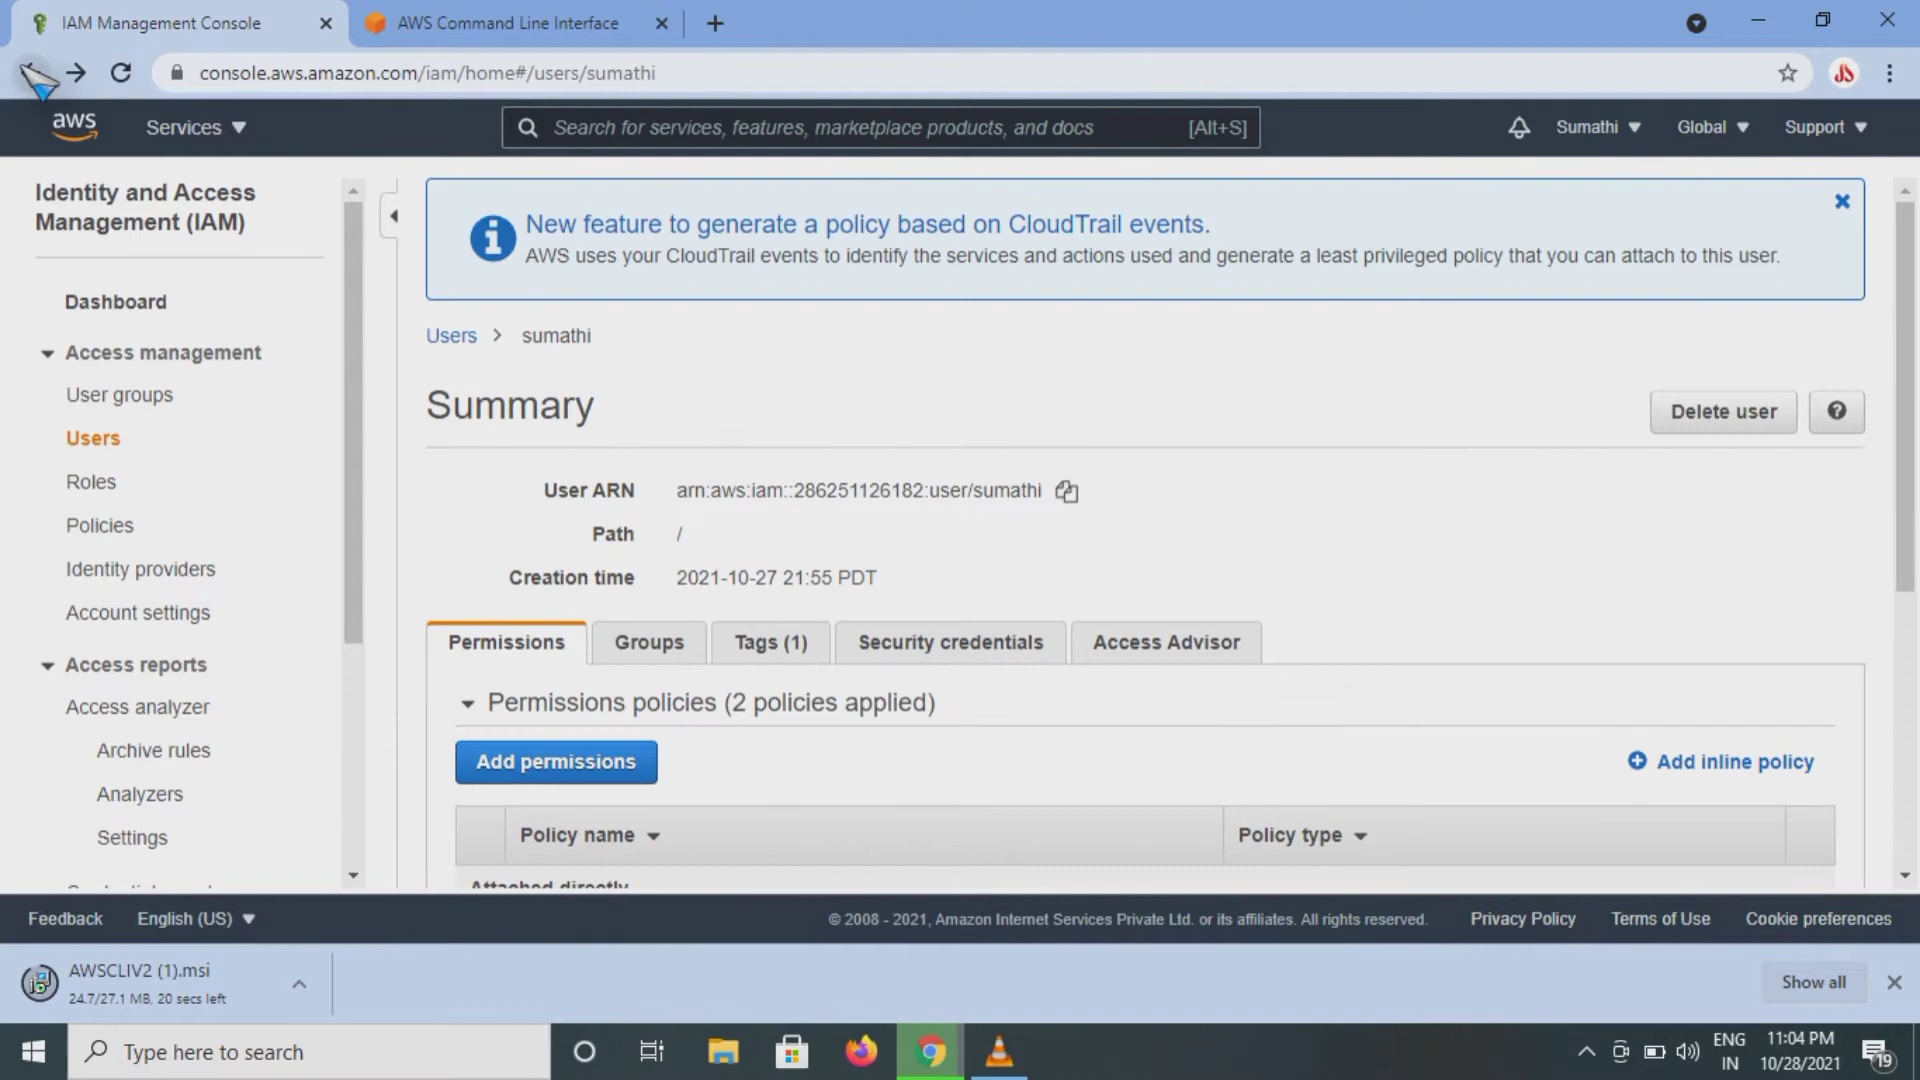 IAM Management Console
AWS Command Line Interface
console.aws.amazon.com/iam/home#/users/sumathi
aws
Services
Search for services, features, marketplace products, and docs
[Alt+S]
Sumathi
Global
Support
Identity and Access
Management (IAM)
Dashboard
Access management
User groups
Users
Roles
Policies
Identity providers
Account settings
Access reports
Access analyzer
Archive rules
Analyzers
Settings
New feature to generate a policy based on CloudTrail events.
AWS uses your CloudTrail events to identify the services and actions used and generate a least privileged policy that you can attach to this user.
Users > sumathi
Summary
Delete user
User ARN arn:aws:iam::286251126182:user/sumathi
Path /
Creation time 2021-10-27 21:55 PDT
Permissions
Groups
Tags (1)
Security credentials
Access Advisor
Permissions policies (2 policies applied)
Add permissions
Add inline policy
Policy name
Policy type
Attached directly
Feedback
English (US)
© 2008 - 2021, Amazon Internet Services Private Ltd. or its affiliates. All rights reserved.
Privacy Policy
Terms of Use
Cookie preferences
AWSCLIV2 (1).msi
24.7/27.1 MB, 20 secs left
Show all
Type here to search
ENG
IN
11:04 PM
10/28/2021
19